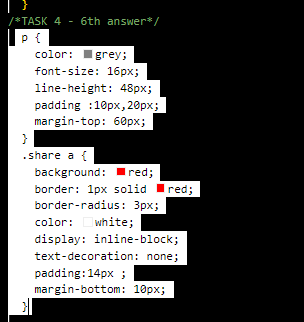 }
/*TASK 4 - 6th answer*/
p {
color: grey;
font-size: 16px;
line-height: 48px;
padding :10px,20px;
margin-top: 60px;
}
.share a {
background: red;
border: 1px solid red;
border-radius: 3px;
color: white;
display: inline-block;
text-decoration: none;
padding:14px ;
margin-bottom: 10px;
}